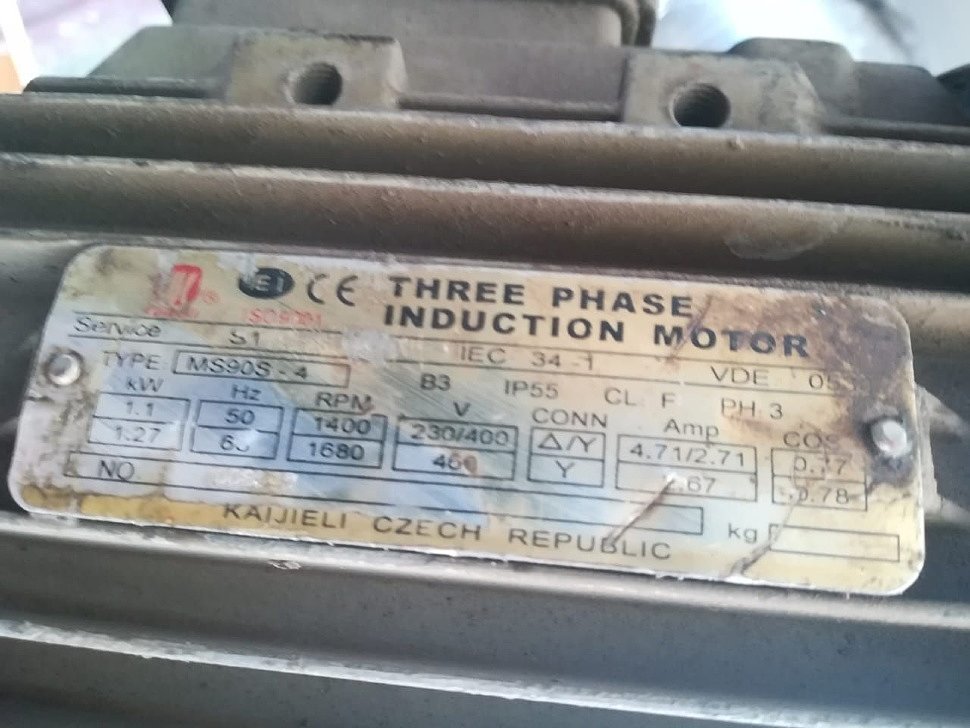 CE THREE PHASE
INDUCTION MOTOR
Service S1 IEC 34-1 VDE
TYPE MS90S-4 B3 IP55 CL F PH 3
kW Hz RPM V CONN Amp COS
1.1 50 1400 230/400 Δ/Y 4.71/2.71
1.27 1680 Y 0.78
NO kg
KAIJIELI CZECH REPUBLIC